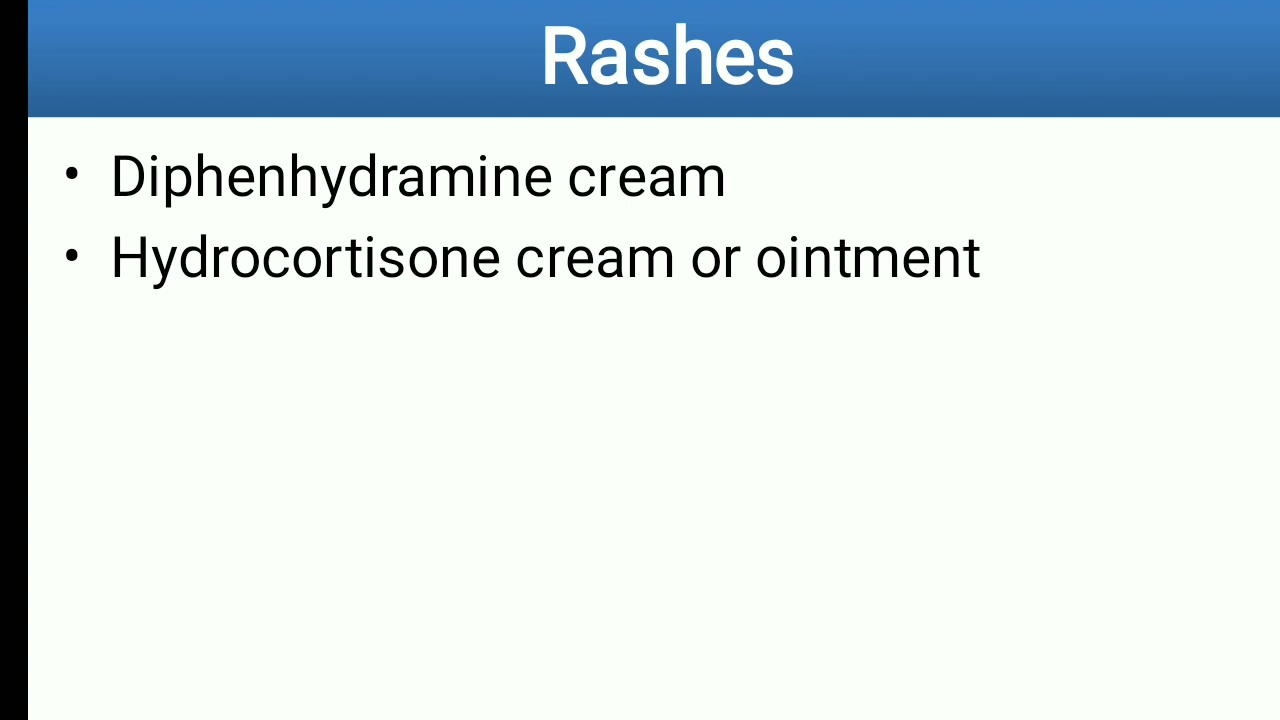 Rashes
• Diphenhydramine cream
• Hydrocortisone cream or ointment